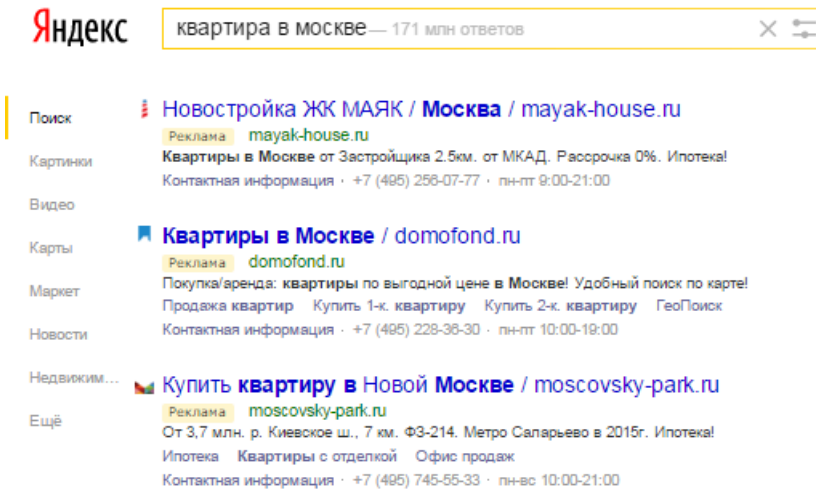 Яндекс
квартира в москве — 171 млн ответов
Поиск
Картинки
Видео
Карты
Маркет
Новости
Недвижим...
Ещё
Новостройка ЖК МАЯК / Москва / mayak-house.ru
Реклама mayak-house.ru
Квартиры в Москве от Застройщика 2.5км. от МКАД. Рассрочка 0%. Ипотека!
Контактная информация · +7 (495) 256-07-77 · пн-пт 9:00-21:00
Квартиры в Москве / domofond.ru
Реклама domofond.ru
Покупка/аренда: квартиры по выгодной цене в Москве! Удобный поиск по карте!
Продажа квартир Купить 1-к. квартиру Купить 2-к. квартиру ГеоПоиск
Контактная информация · +7 (495) 228-36-30 · пн-пт 10:00-19:00
Купить квартиру в Новой Москве / moscovsky-park.ru
Реклама moscovsky-park.ru
От 3,7 млн. р. Киевское ш., 7 км. ФЗ-214. Метро Саларьево в 2015г. Ипотека!
Ипотека Квартиры с отделкой Офис продаж
Контактная информация · +7 (495) 745-55-33 · пн-вс 10:00-21:00